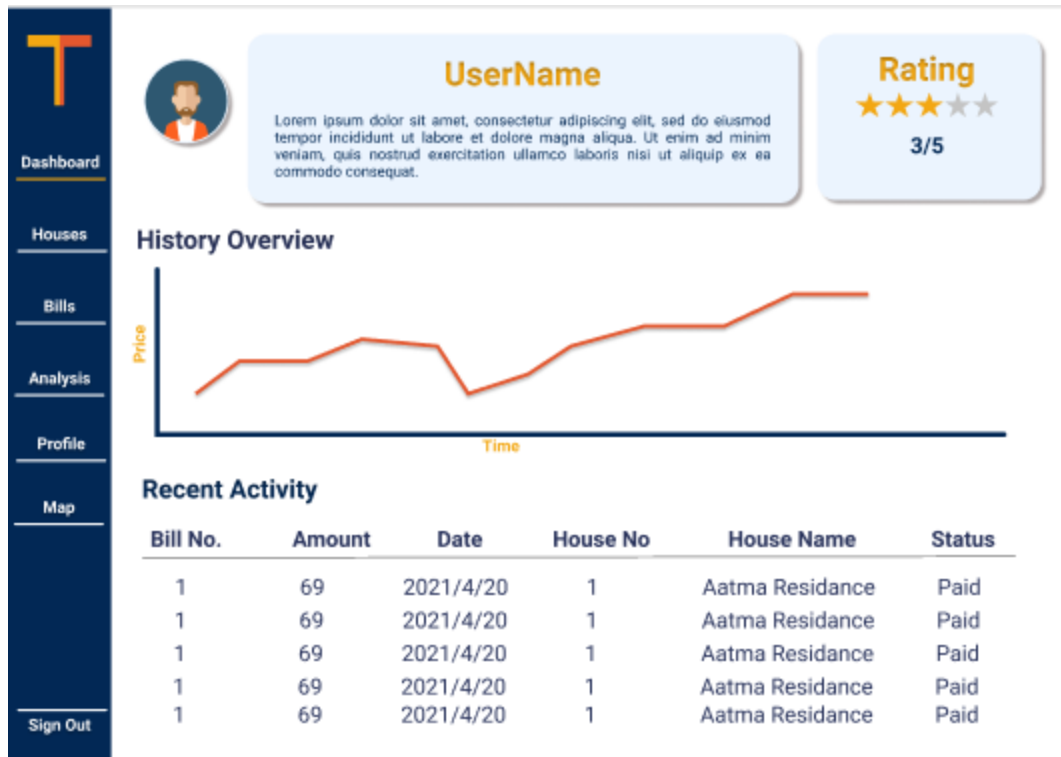 T
Dashboard
Houses
Bills
Analysis
Profile
Map
Sign Out
UserName
Lorem ipsum dolor sit amet, consectetur adipiscing elit, sed do eiusmod
tempor incididunt ut labore et dolore magna aliqua. Ut enim ad minim
veniam, quis nostrud exercitation ullamco laboris nisi ut aliquip ex ea
commodo consequat.
Rating
3/5
History Overview
Price
Time
Recent Activity
Bill No. Amount Date House No House Name Status
1 69 2021/4/20 1 Aatma Residance Paid
1 69 2021/4/20 1 Aatma Residance Paid
1 69 2021/4/20 1 Aatma Residance Paid
1 69 2021/4/20 1 Aatma Residance Paid
1 69 2021/4/20 1 Aatma Residance Paid